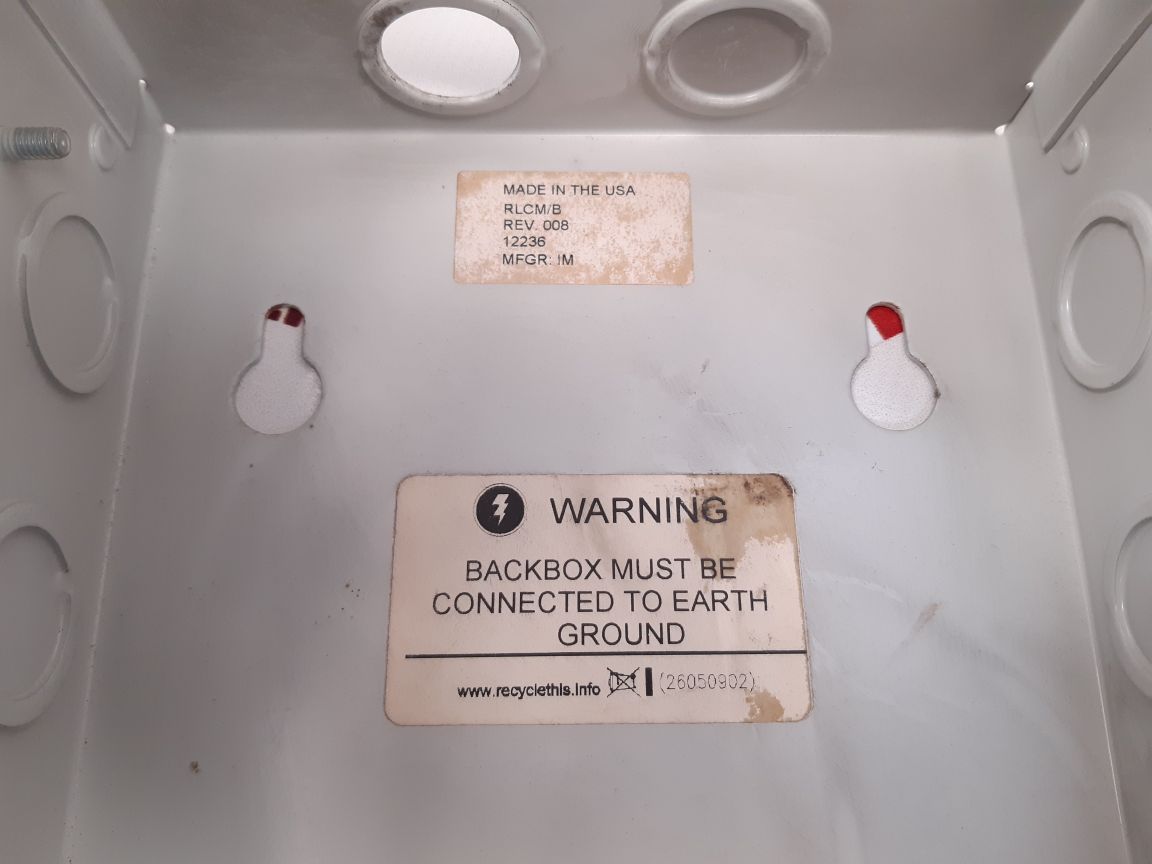 MADE IN THE USA
RLCM/B
REV. 008
12236
MFGR: IM
WARNING
BACKBOX MUST BE
CONNECTED TO EARTH
GROUND
www.recyclethis.info (26050902)